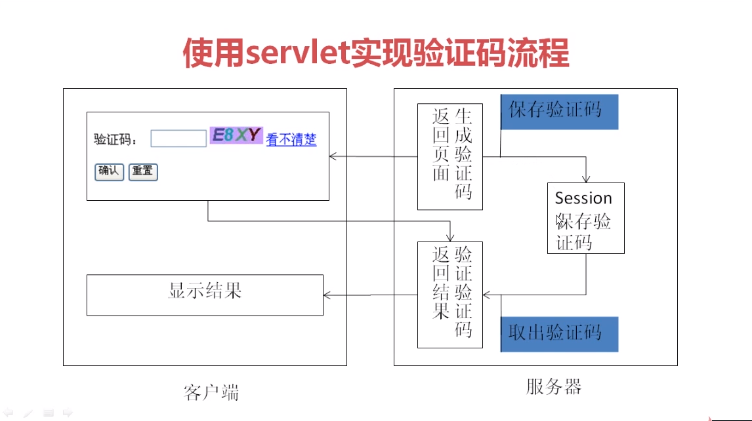 使用servlet实现验证码流程
验证码：
E8XY
看不清楚
确认
重置
显示结果
客户端
生成验证码
返回页面
保存验证码
Session
保存验
证码
验证验证码
返回结果
取出验证码
服务器